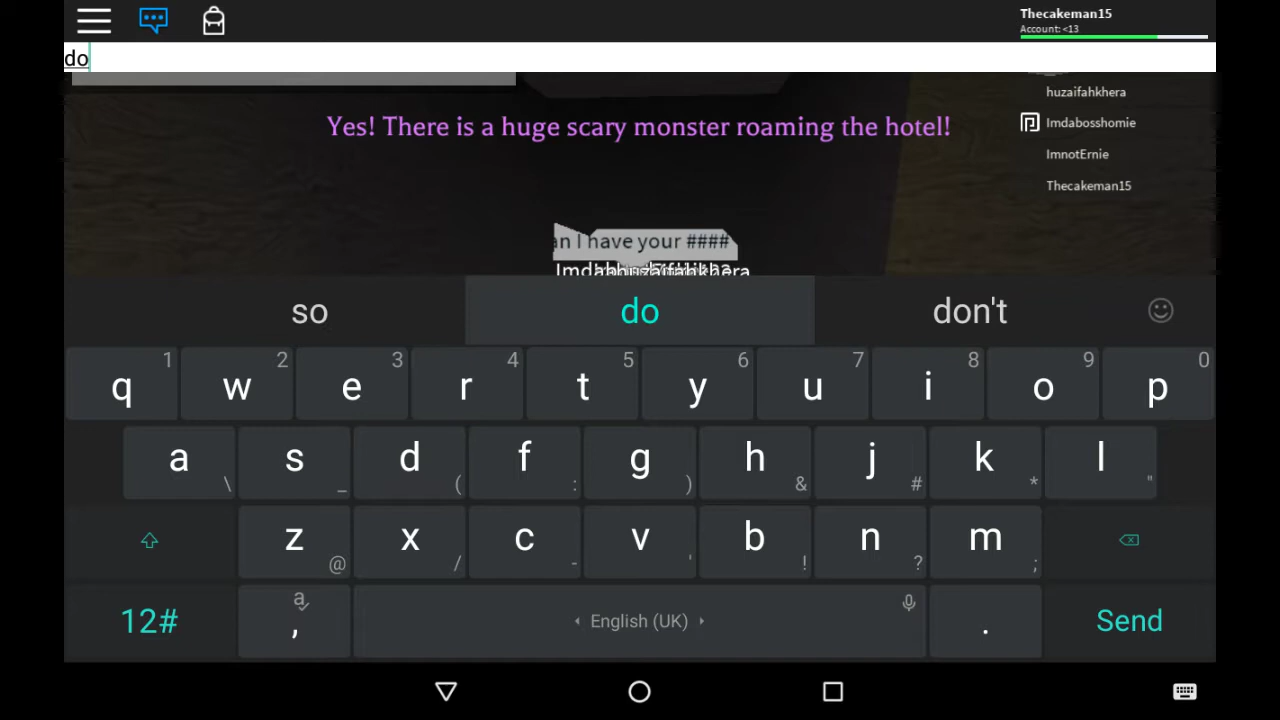 Thecakeman15
Account: <13
do
huzaifahkhera
Yes! There is a huge scary monster roaming the hotel!
Imdabosshomie
ImnotErnie
Thecakeman15
an I have your ####
so do don't
1 2 3 4 5 6 7 8 9 0
q w e r t y u i o p
a s d f g h j k l
\ _ ( : ) & # * "
z x c v b n m
@ / - ' ! ? ;
12# , English (UK) . Send